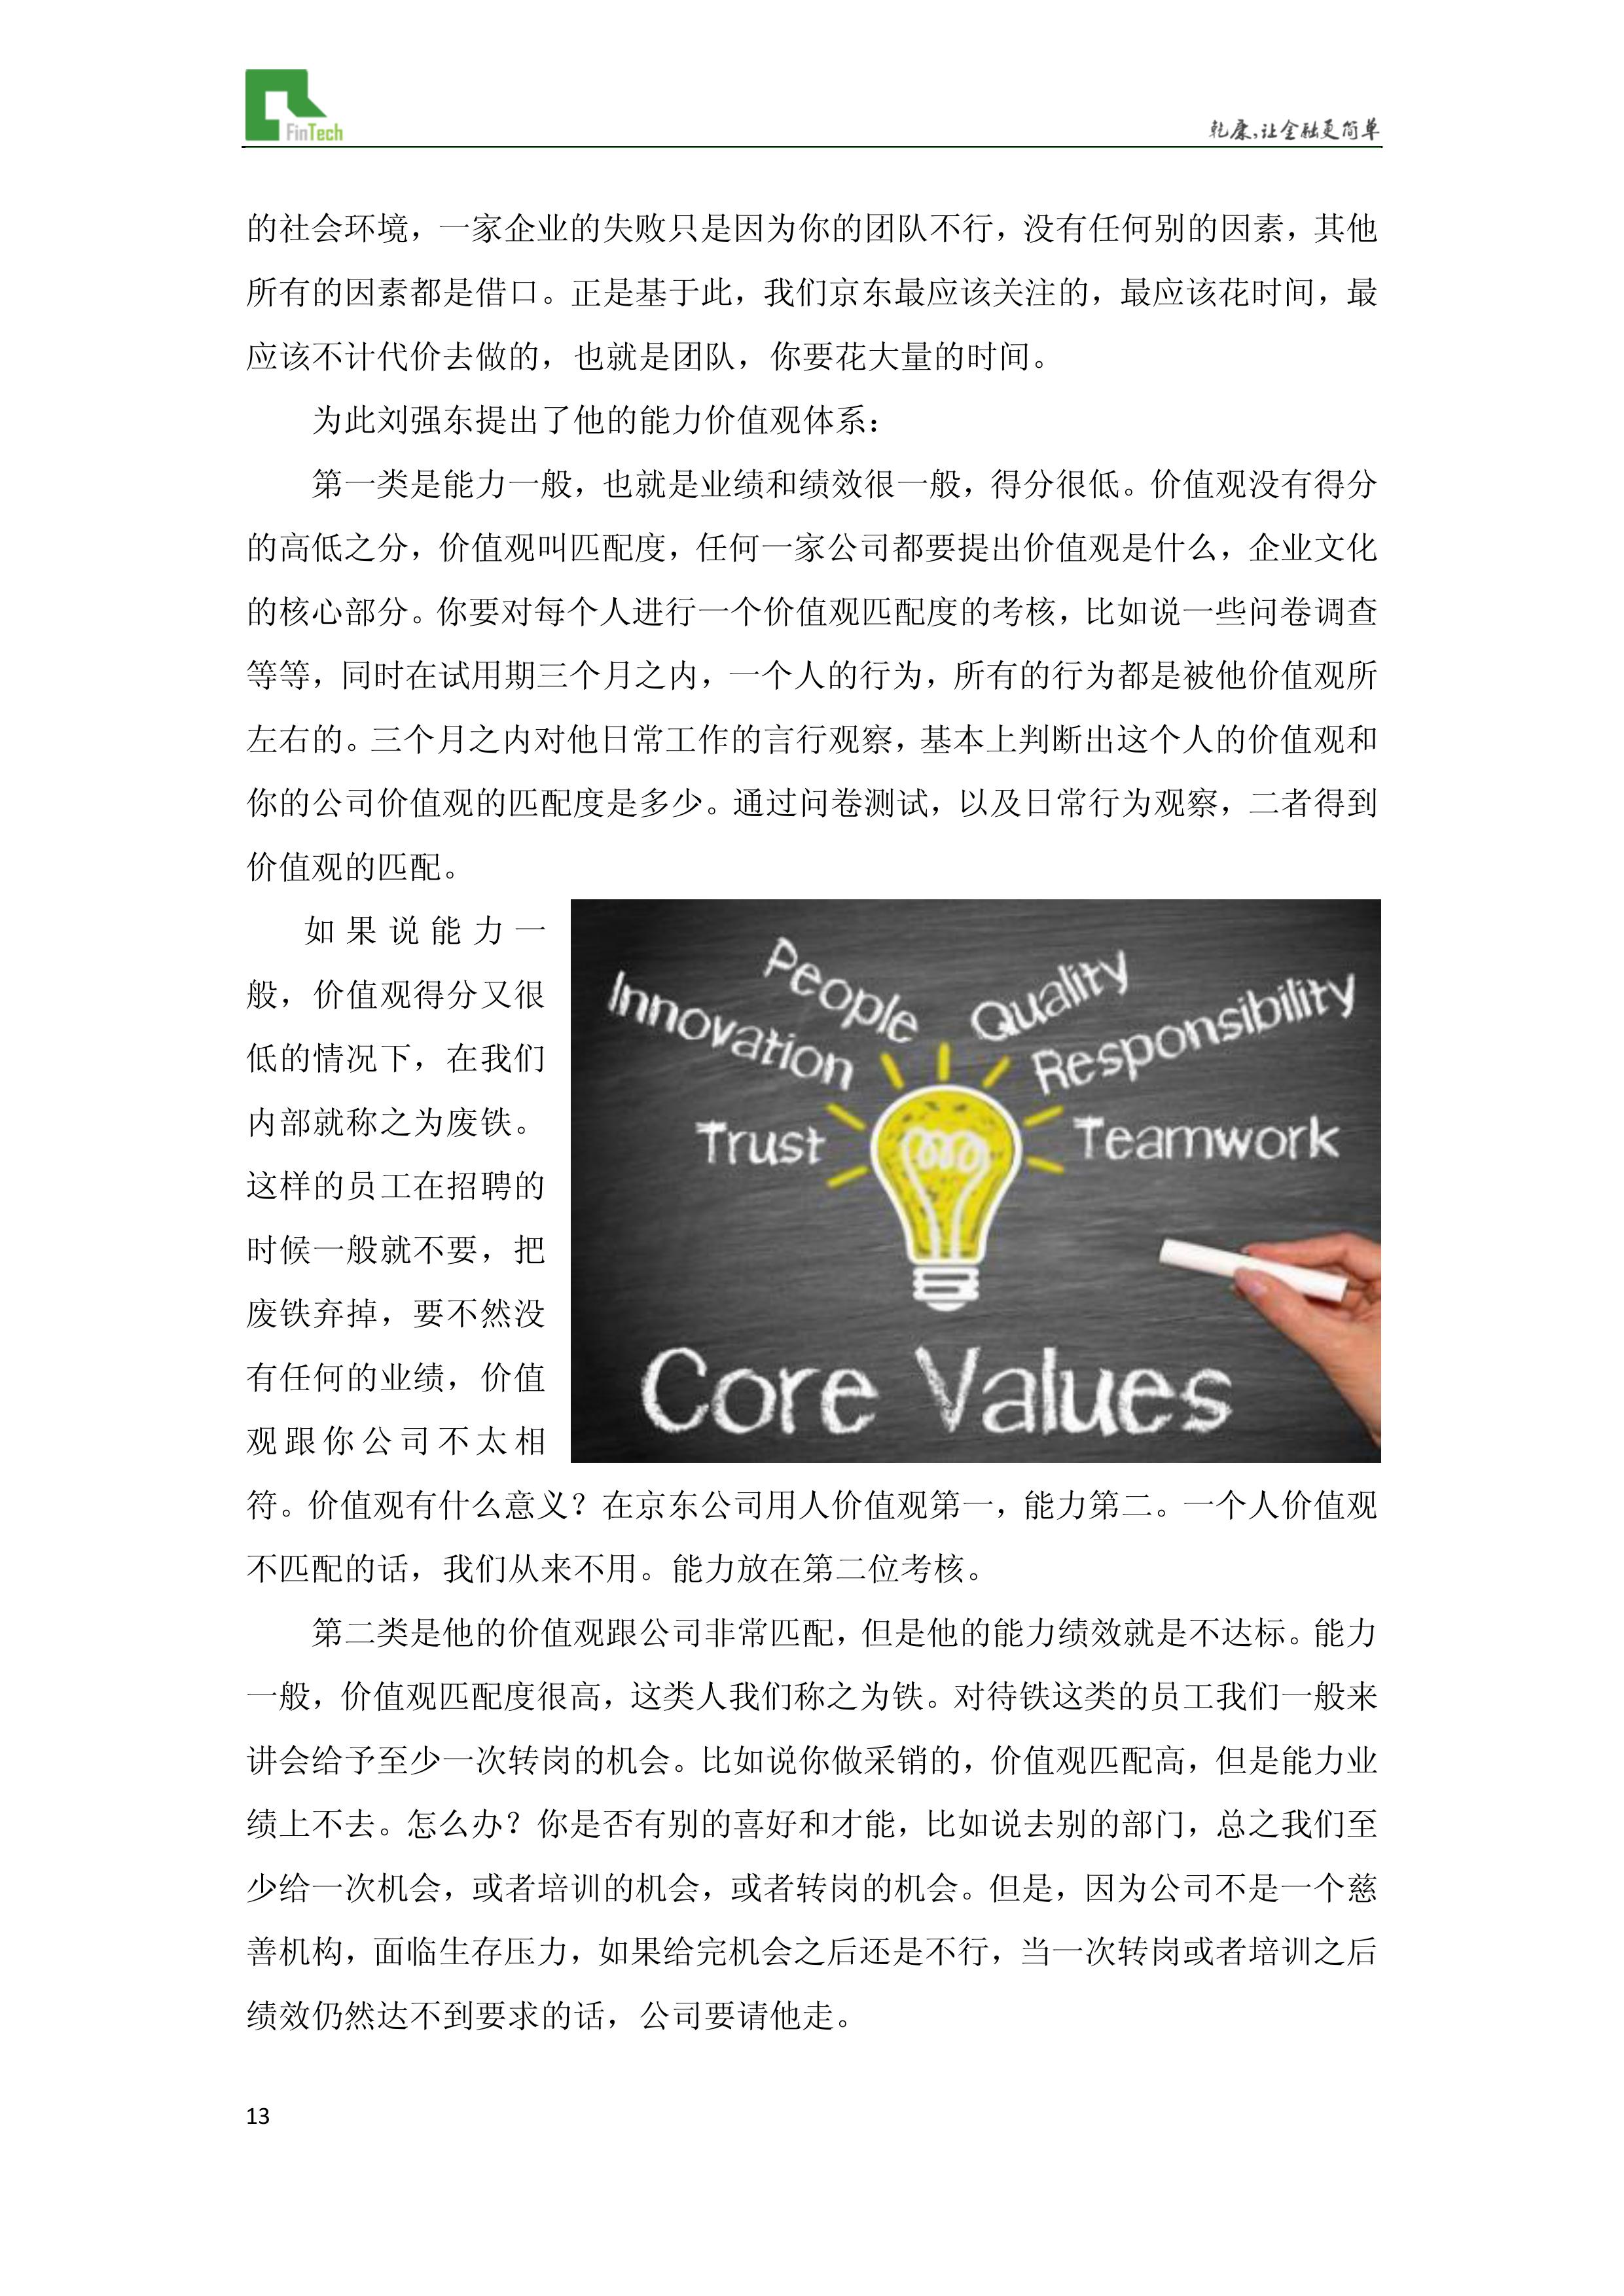 FinTech
乾康,让金融更简单
的社会环境，一家企业的失败只是因为你的团队不行，没有任何别的因素，其他
所有的因素都是借口。正是基于此，我们京东最应该关注的，最应该花时间，最
应该不计代价去做的，也就是团队，你要花大量的时间。
为此刘强东提出了他的能力价值观体系：
第一类是能力一般，也就是业绩和绩效很一般，得分很低。价值观没有得分
的高低之分，价值观叫匹配度，任何一家公司都要提出价值观是什么，企业文化
的核心部分。你要对每个人进行一个价值观匹配度的考核，比如说一些问卷调查
等等，同时在试用期三个月之内，一个人的行为，所有的行为都是被他价值观所
左右的。三个月之内对他日常工作的言行观察，基本上判断出这个人的价值观和
你的公司价值观的匹配度是多少。通过问卷测试，以及日常行为观察，二者得到
价值观的匹配。
如果说能力一
般，价值观得分又很
低的情况下，在我们
内部就称之为废铁。
这样的员工在招聘的
时候一般就不要，把
废铁弃掉，要不然没
有任何的业绩，价值
观跟你公司不太相
People
Quality
Innovation
Responsibility
Trust
Teamwork
Core Values
符。价值观有什么意义？在京东公司用人价值观第一，能力第二。一个人价值观
不匹配的话，我们从来不用。能力放在第二位考核。
第二类是他的价值观跟公司非常匹配，但是他的能力绩效就是不达标。能力
一般，价值观匹配度很高，这类人我们称之为铁。对待铁这类的员工我们一般来
讲会给予至少一次转岗的机会。比如说你做采销的，价值观匹配高，但是能力业
绩上不去。怎么办？你是否有别的喜好和才能，比如说去别的部门，总之我们至
少给一次机会，或者培训的机会，或者转岗的机会。但是，因为公司不是一个慈
善机构，面临生存压力，如果给完机会之后还是不行，当一次转岗或者培训之后
绩效仍然达不到要求的话，公司要请他走。
13